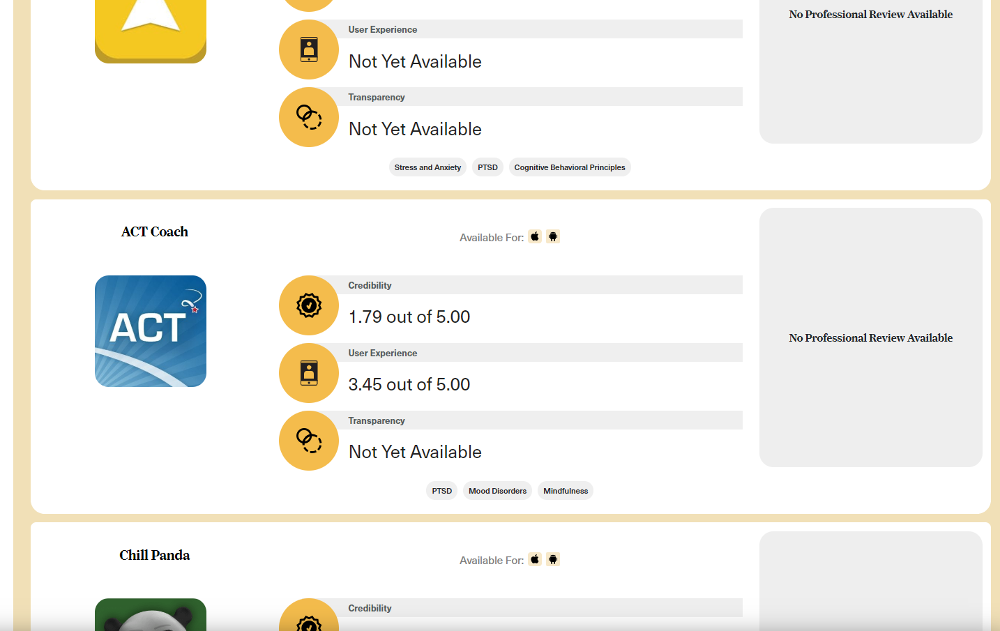 No Professional Review Available
User Experience
Not Yet Available
Transparency
Not Yet Available
Stress and Anxiety
PTSD
Cognitive Behavioral Principles
ACT Coach
Available For:
ACT
Credibility
1.79 out of 5.00
User Experience
3.45 out of 5.00
Transparency
Not Yet Available
PTSD
Mood Disorders
Mindfulness
No Professional Review Available
Chill Panda
Available For:
Credibility